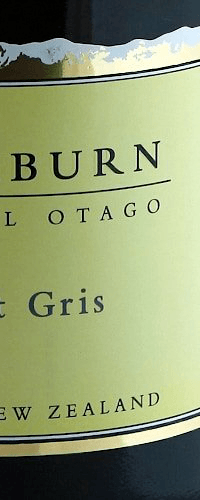 BURN
L OTAGO
t Gris
EW ZEALAND